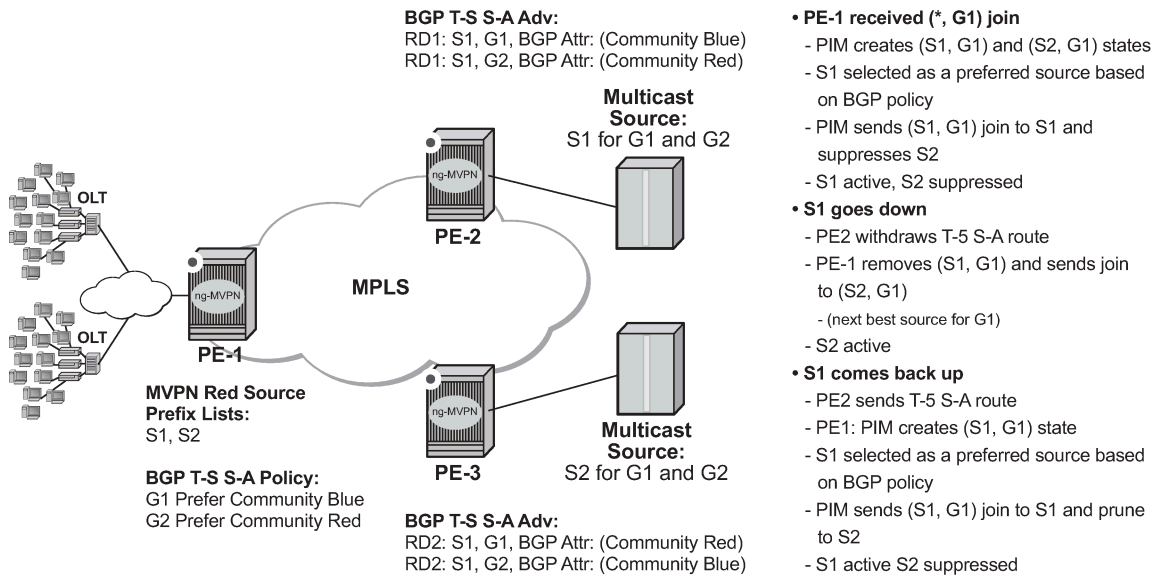 BGP T-S S-A Adv:
RD1: S1, G1, BGP Attr: (Community Blue)
RD1: S1, G2, BGP Attr: (Community Red)
Multicast
Source:
S1 for G1 and G2
OLT
ng-MVPN
PE-2
MPLS
ng-MVPN
PE-1
OLT
MVPN Red Source
Prefix Lists:
S1, S2
BGP T-S S-A Policy:
G1 Prefer Community Blue
G2 Prefer Community Red
ng-MVPN
PE-3
Multicast
Source:
S2 for G1 and G2
BGP T-S S-A Adv:
RD2: S1, G1, BGP Attr: (Community Red)
RD2: S1, G2, BGP Attr: (Community Blue)
• PE-1 received (*, G1) join
- PIM creates (S1, G1) and (S2, G1) states
- S1 selected as a preferred source based
on BGP policy
- PIM sends (S1, G1) join to S1 and
suppresses S2
- S1 active, S2 suppressed
• S1 goes down
- PE2 withdraws T-5 S-A route
- PE-1 removes (S1, G1) and sends join
to (S2, G1)
- (next best source for G1)
- S2 active
• S1 comes back up
- PE2 sends T-5 S-A route
- PE1: PIM creates (S1, G1) state
- S1 selected as a preferred source based
on BGP policy
- PIM sends (S1, G1) join to S1 and prune
to S2
- S1 active S2 suppressed